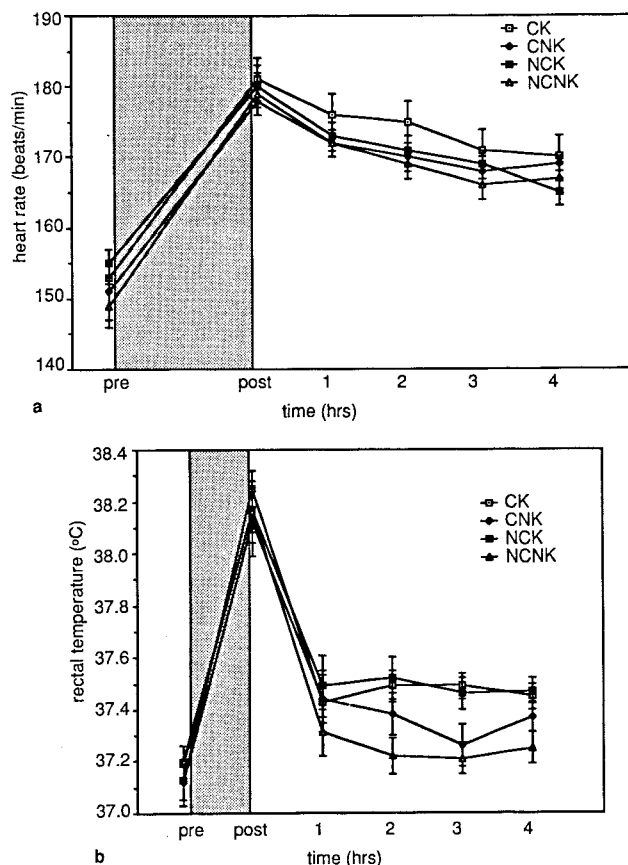 190
180
170
160
150
140
heart rate (beats/min)
CK
CNK
NCK
NCNK
pre
post
1
2
3
4
a
time (hrs)
38.4
38.2
38.0
37.8
37.6
37.4
37.2
37.0
rectal temperature (ºC)
CK
CNK
NCK
NCNK
pre
post
1
2
3
4
b
time (hrs)